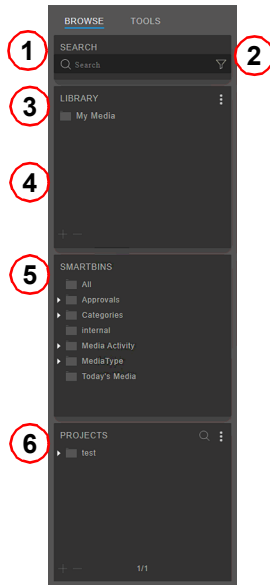 BROWSE TOOLS
1 SEARCH 2
Search
3 LIBRARY
My Media
4
+ −
5 SMARTBINS
All
Approvals
Categories
internal
Media Activity
MediaType
Today's Media
6 PROJECTS
test
+ − 1/1